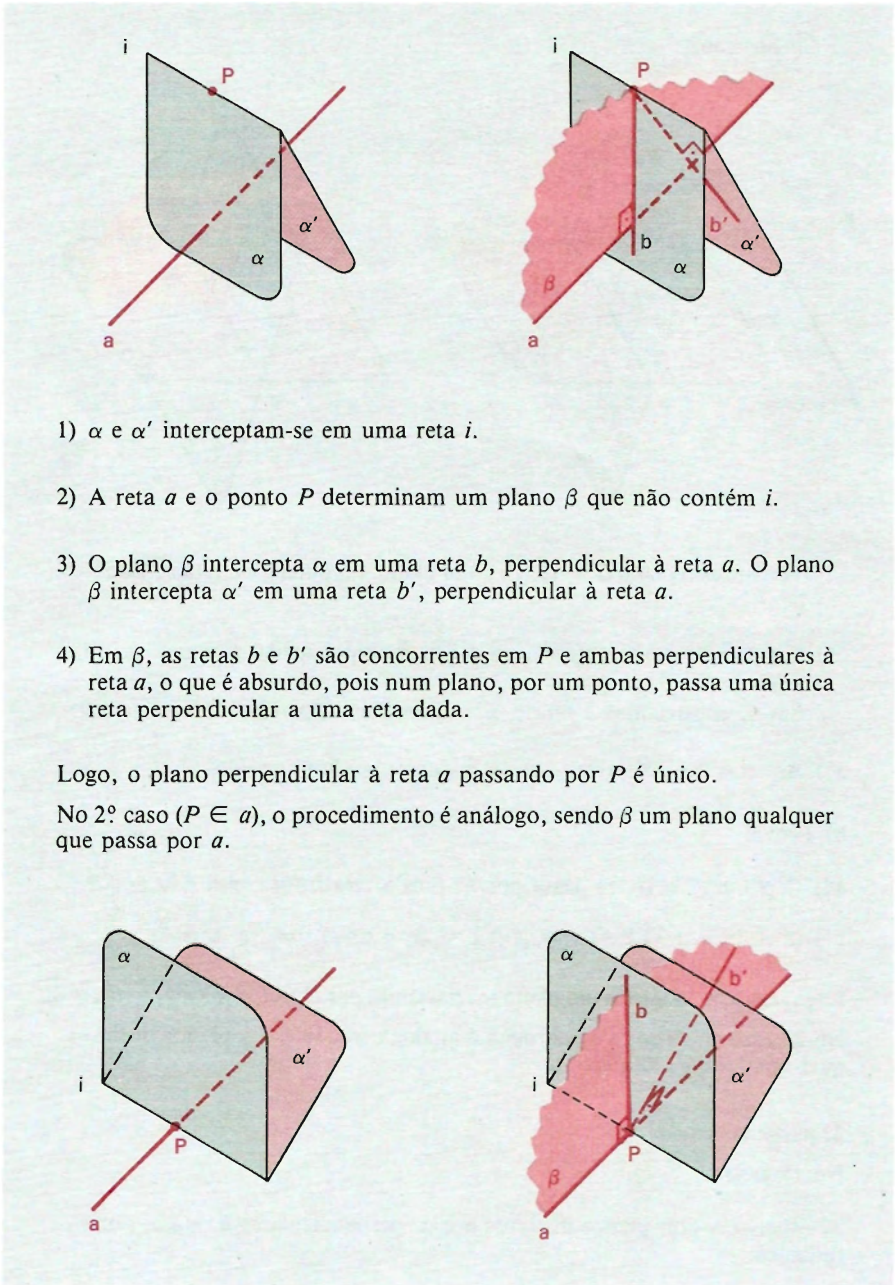 i
P
α
α'
a
i
P
b
b'
α
α'
β
a
1) α e α' interceptam-se em uma reta i.
2) A reta a e o ponto P determinam um plano β que não contém i.
3) O plano β intercepta α em uma reta b, perpendicular à reta a. O plano
β intercepta α' em uma reta b', perpendicular à reta a.
4) Em β, as retas b e b' são concorrentes em P e ambas perpendiculares à
reta a, o que é absurdo, pois num plano, por um ponto, passa uma única
reta perpendicular a uma reta dada.
Logo, o plano perpendicular à reta a passando por P é único.
No 2º caso (P ∈ a), o procedimento é análogo, sendo β um plano qualquer
que passa por a.
α
α'
i
P
a
α
b'
b
α'
i
P
β
a